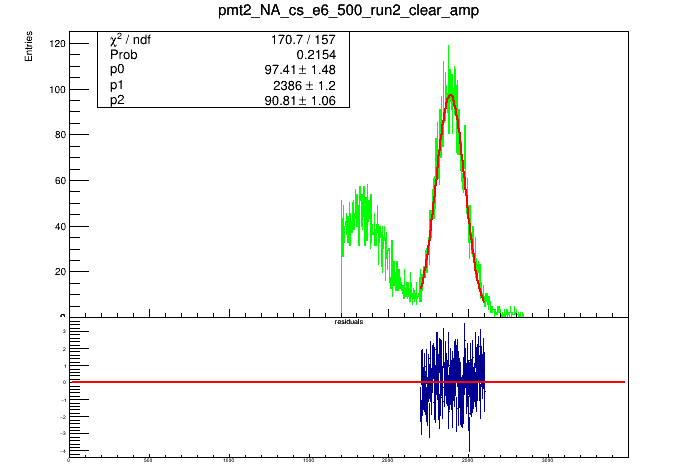 pmt2_NA_cs_e6_500_run2_clear_amp
Entries
χ² / ndf 170.7 / 157
Prob 0.2154
p0 97.41 ± 1.48
p1 2386 ± 1.2
p2 90.81 ± 1.06
120
100
80
60
40
20
0
residuals
3
2
1
0
−1
−2
−3
−4
0 500 1000 1500 2000 2500 3000